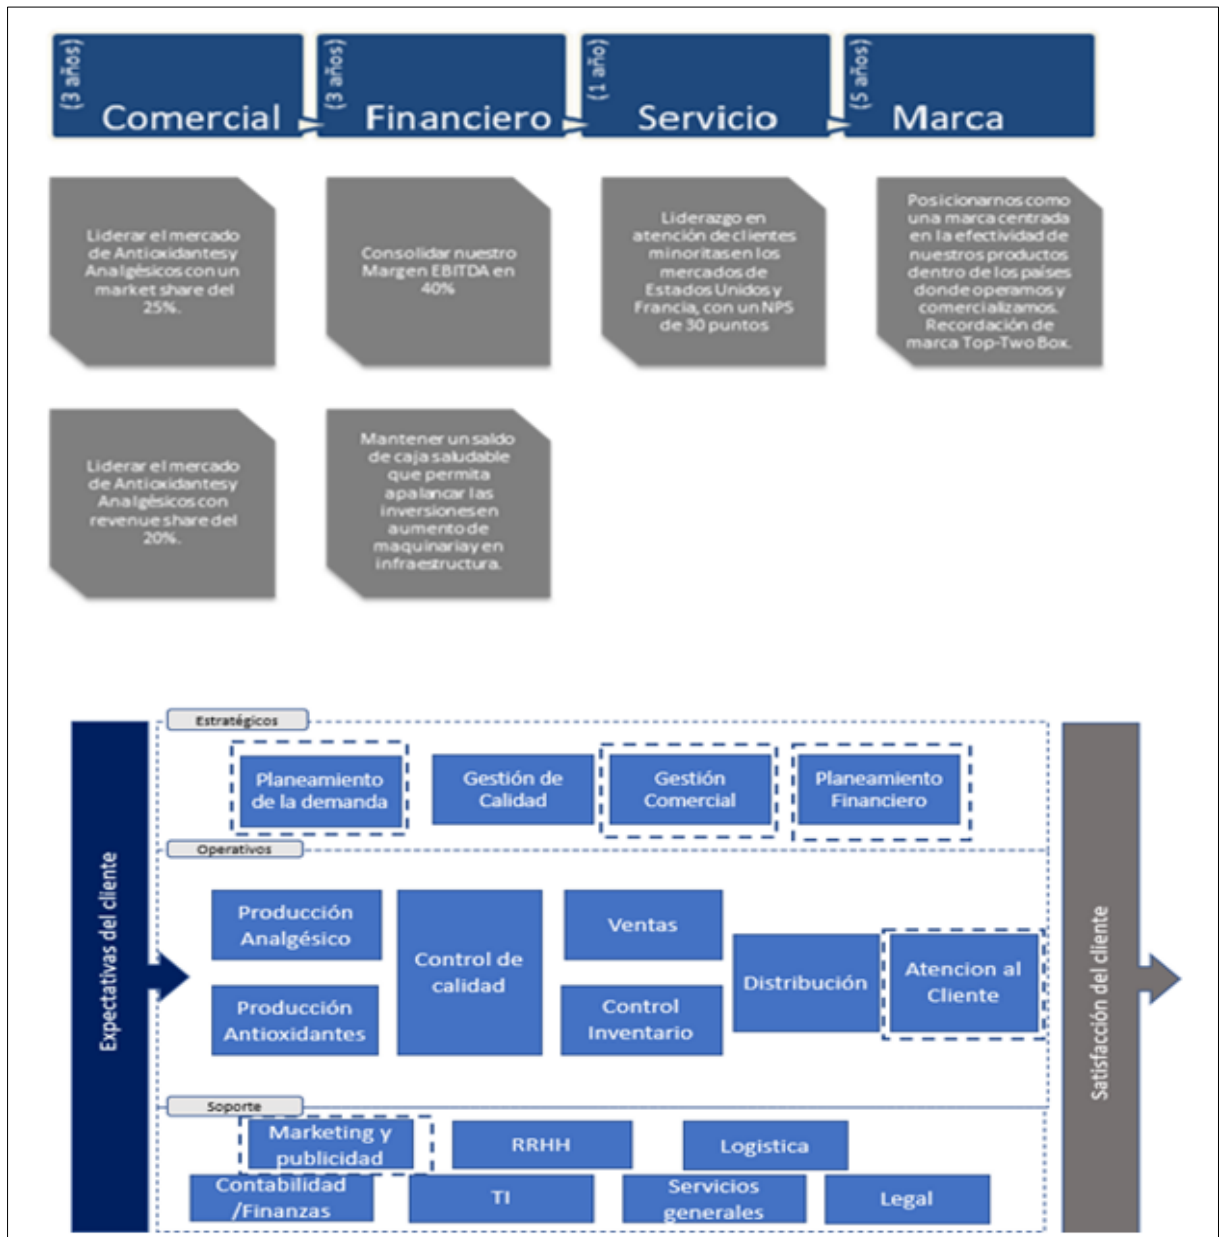 (3 años)
Comercial
(3 años)
Financiero
(1 año)
Servicio
(5 años)
Marca
Liderar el mercado
de Antioxidantes y
Analgésicos con un
market share del
25%.
Consolidar nuestro
Margen EBITDA en
40%
Liderazgo en
atención de clientes
minoritas en los
mercados de
Estados Unidos y
Francia, con un NPS
de 30 puntos
Posicionarnos como
una marca centrada
en la efectividad de
nuestros productos
dentro de los países
donde operamos y
comercializamos.
Recordación de
marca Top-Two Box.
Liderar el mercado
de Antioxidantes y
Analgésicos con
revenue share del
20%.
Mantener un saldo
de caja saludable
que permita
apalancar las
inversiones en
aumento de
maquinaria y en
infraestructura.
Expectativas del cliente
Estratégicos
Planeamiento
de la demanda
Gestión de
Calidad
Gestión
Comercial
Planeamiento
Financiero
Operativos
Producción
Analgésico
Producción
Antioxidantes
Control de
calidad
Ventas
Control
Inventario
Distribución
Atencion al
Cliente
Soporte
Marketing y
publicidad
RRHH
Logistica
Contabilidad
/Finanzas
TI
Servicios
generales
Legal
Satisfacción del cliente